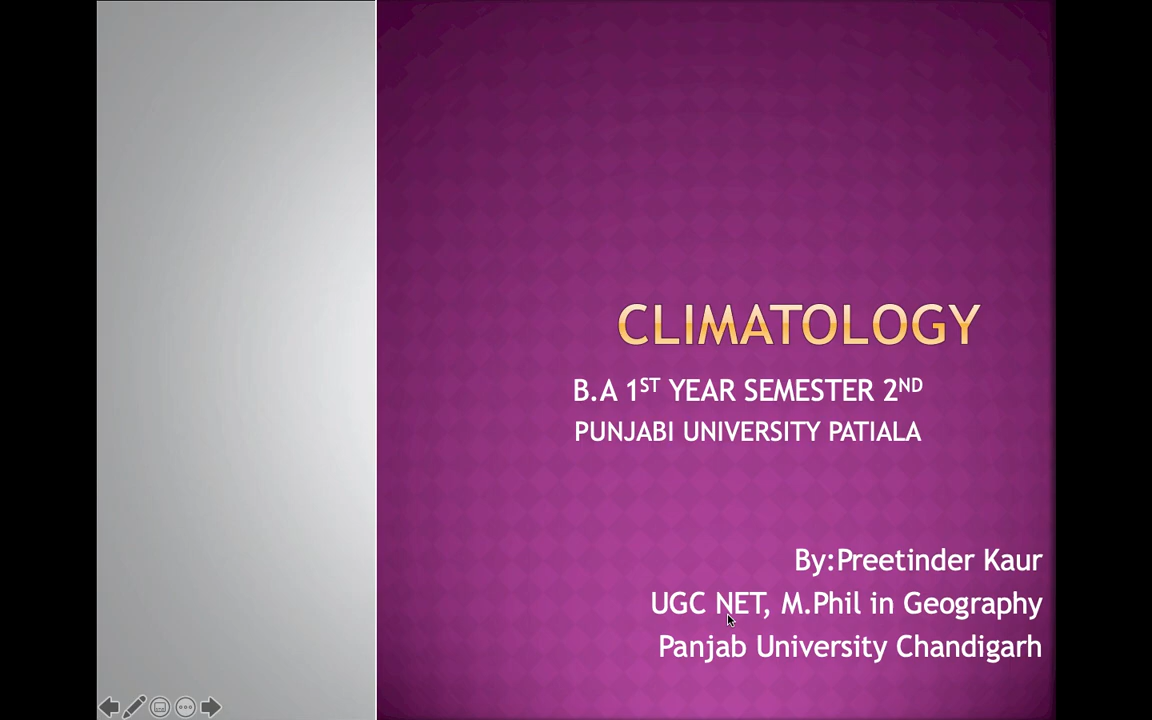 CLIMATOLOGY
B.A 1ST YEAR SEMESTER 2ND
PUNJABI UNIVERSITY PATIALA
By:Preetinder Kaur
UGC NET, M.Phil in Geography
Panjab University Chandigarh